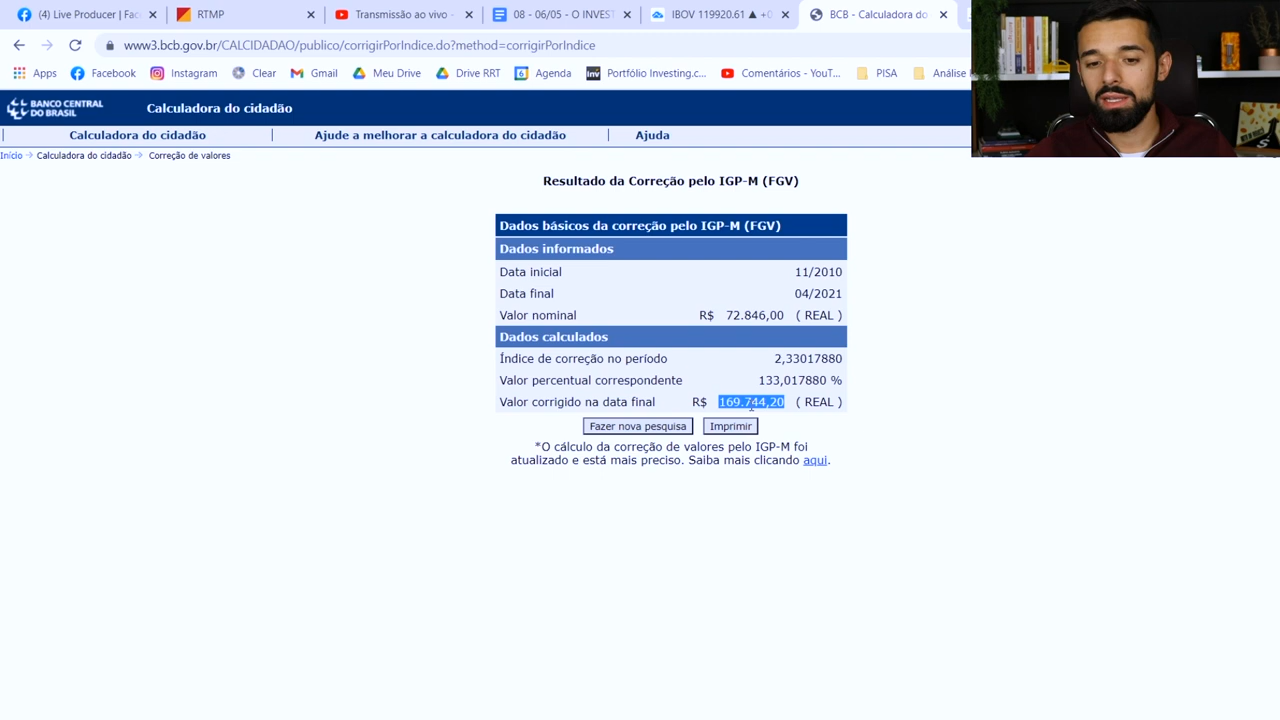 (4) Live Producer | Fac
RTMP
Transmissão ao vivo -
08 - 06/05 - O INVEST
IBOV 119920.61 ▲ +0
BCB - Calculadora do
www3.bcb.gov.br/CALCIDADAO/publico/corrigirPorIndice.do?method=corrigirPorIndice
Apps
Facebook
Instagram
Clear
Gmail
Meu Drive
Drive RRT
Agenda
Inv
Portfólio Investing.c...
Comentários - YouT...
PISA
Análise
BANCO CENTRAL
DO BRASIL
Calculadora do cidadão
Calculadora do cidadão
Ajude a melhorar a calculadora do cidadão
Ajuda
Início → Calculadora do cidadão → Correção de valores
Resultado da Correção pelo IGP-M (FGV)
Dados básicos da correção pelo IGP-M (FGV)
Dados informados
Data inicial 11/2010
Data final 04/2021
Valor nominal R$ 72.846,00 ( REAL )
Dados calculados
Índice de correção no período 2,33017880
Valor percentual correspondente 133,017880 %
Valor corrigido na data final R$ 169.744,20 ( REAL )
Fazer nova pesquisa
Imprimir
*O cálculo da correção de valores pelo IGP-M foi
atualizado e está mais preciso. Saiba mais clicando aqui.